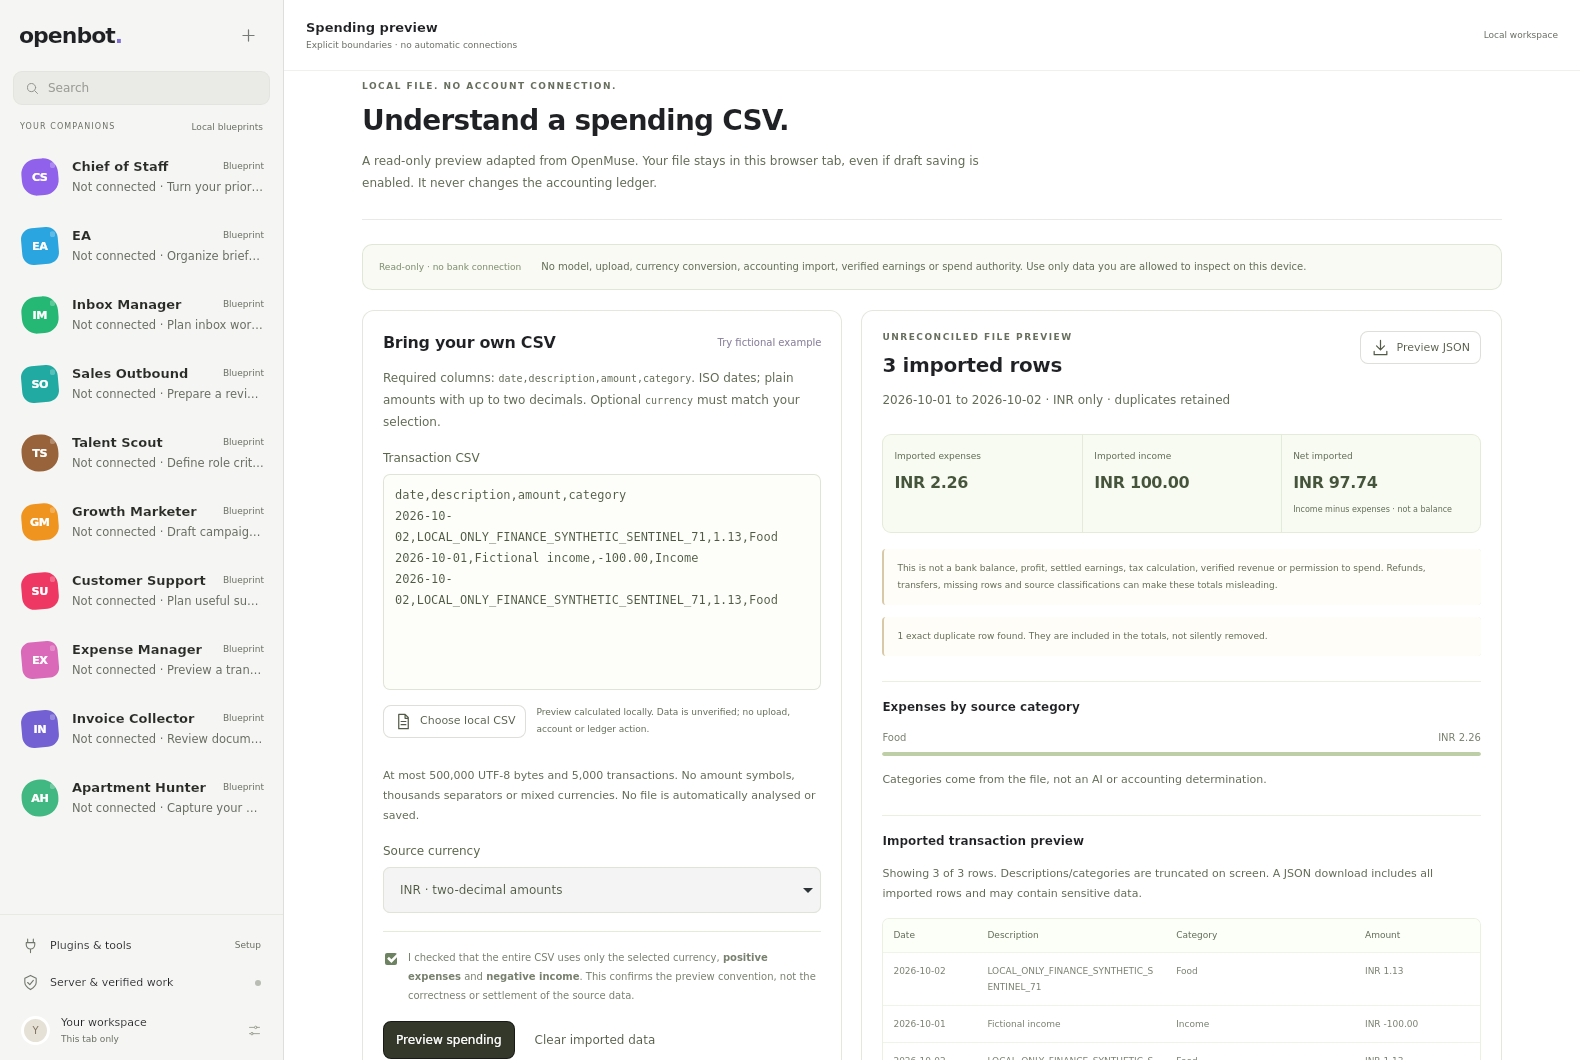 openbot.
Search
YOUR COMPANIONS
Local blueprints
CS
Chief of Staff
Blueprint
Not connected · Turn your prior...
EA
EA
Blueprint
Not connected · Organize brief...
IM
Inbox Manager
Blueprint
Not connected · Plan inbox wor...
SO
Sales Outbound
Blueprint
Not connected · Prepare a revi...
TS
Talent Scout
Blueprint
Not connected · Define role crit...
GM
Growth Marketer
Blueprint
Not connected · Draft campaig...
SU
Customer Support
Blueprint
Not connected · Plan useful su...
EX
Expense Manager
Blueprint
Not connected · Preview a tran...
IN
Invoice Collector
Blueprint
Not connected · Review docum...
AH
Apartment Hunter
Blueprint
Not connected · Capture your ...
Plugins & tools
Setup
Server & verified work
Y
Your workspace
This tab only
Spending preview
Explicit boundaries · no automatic connections
Local workspace
LOCAL FILE. NO ACCOUNT CONNECTION.
Understand a spending CSV.
A read-only preview adapted from OpenMuse. Your file stays in this browser tab, even if draft saving is
enabled. It never changes the accounting ledger.
Read-only · no bank connection
No model, upload, currency conversion, accounting import, verified earnings or spend authority. Use only data you are allowed to inspect on this device.
Bring your own CSV
Try fictional example
Required columns: date,description,amount,category. ISO dates; plain
amounts with up to two decimals. Optional currency must match your
selection.
Transaction CSV
date,description,amount,category
2026-10-
02,LOCAL_ONLY_FINANCE_SYNTHETIC_SENTINEL_71,1.13,Food
2026-10-01,Fictional income,-100.00,Income
2026-10-
02,LOCAL_ONLY_FINANCE_SYNTHETIC_SENTINEL_71,1.13,Food
Choose local CSV
Preview calculated locally. Data is unverified; no upload,
account or ledger action.
At most 500,000 UTF-8 bytes and 5,000 transactions. No amount symbols,
thousands separators or mixed currencies. No file is automatically analysed or
saved.
Source currency
INR · two-decimal amounts
I checked that the entire CSV uses only the selected currency, positive
expenses and negative income. This confirms the preview convention, not the
correctness or settlement of the source data.
Preview spending
Clear imported data
UNRECONCILED FILE PREVIEW
3 imported rows
Preview JSON
2026-10-01 to 2026-10-02 · INR only · duplicates retained
Imported expenses
INR 2.26
Imported income
INR 100.00
Net imported
INR 97.74
Income minus expenses · not a balance
This is not a bank balance, profit, settled earnings, tax calculation, verified revenue or permission to spend. Refunds,
transfers, missing rows and source classifications can make these totals misleading.
1 exact duplicate row found. They are included in the totals, not silently removed.
Expenses by source category
Food
INR 2.26
Categories come from the file, not an AI or accounting determination.
Imported transaction preview
Showing 3 of 3 rows. Descriptions/categories are truncated on screen. A JSON download includes all
imported rows and may contain sensitive data.
Date Description Category Amount
2026-10-02 LOCAL_ONLY_FINANCE_SYNTHETIC_S Food INR 1.13
ENTINEL_71
2026-10-01 Fictional income Income INR -100.00
2026-10-02 LOCAL_ONLY_FINANCE_SYNTHETIC_S Food INR 1.13